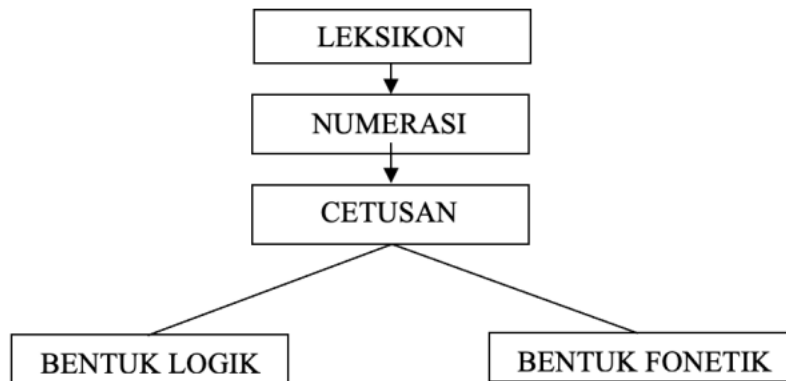 LEKSIKON
NUMERASI
CETUSAN
BENTUK LOGIK
BENTUK FONETIK